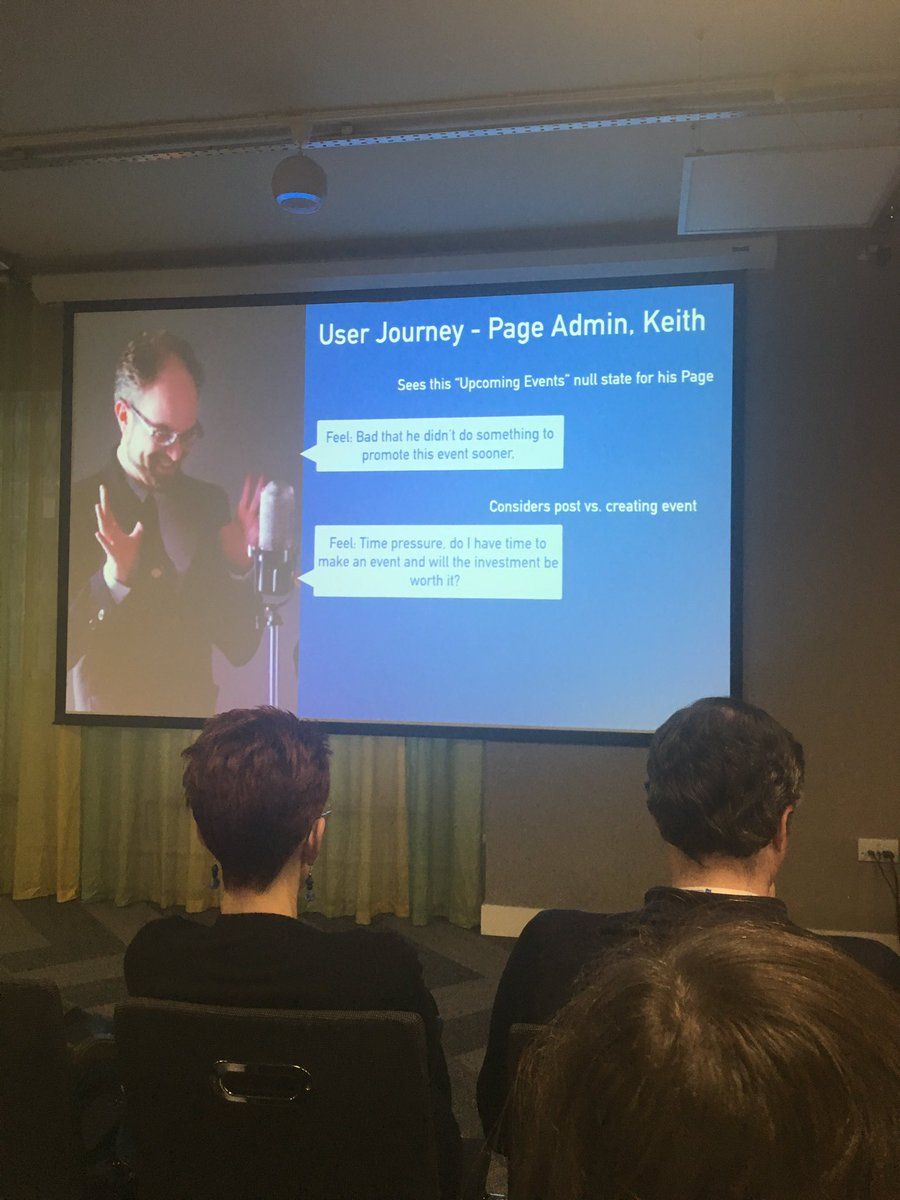 User Journey - Page Admin, Keith
Sees this "Upcoming Events" null state for his Page
Feel: Bad that he didn't do something to
promote this event sooner.
Considers post vs. creating event
Feel: Time pressure, do I have time to
make an event and will the investment be
worth it?